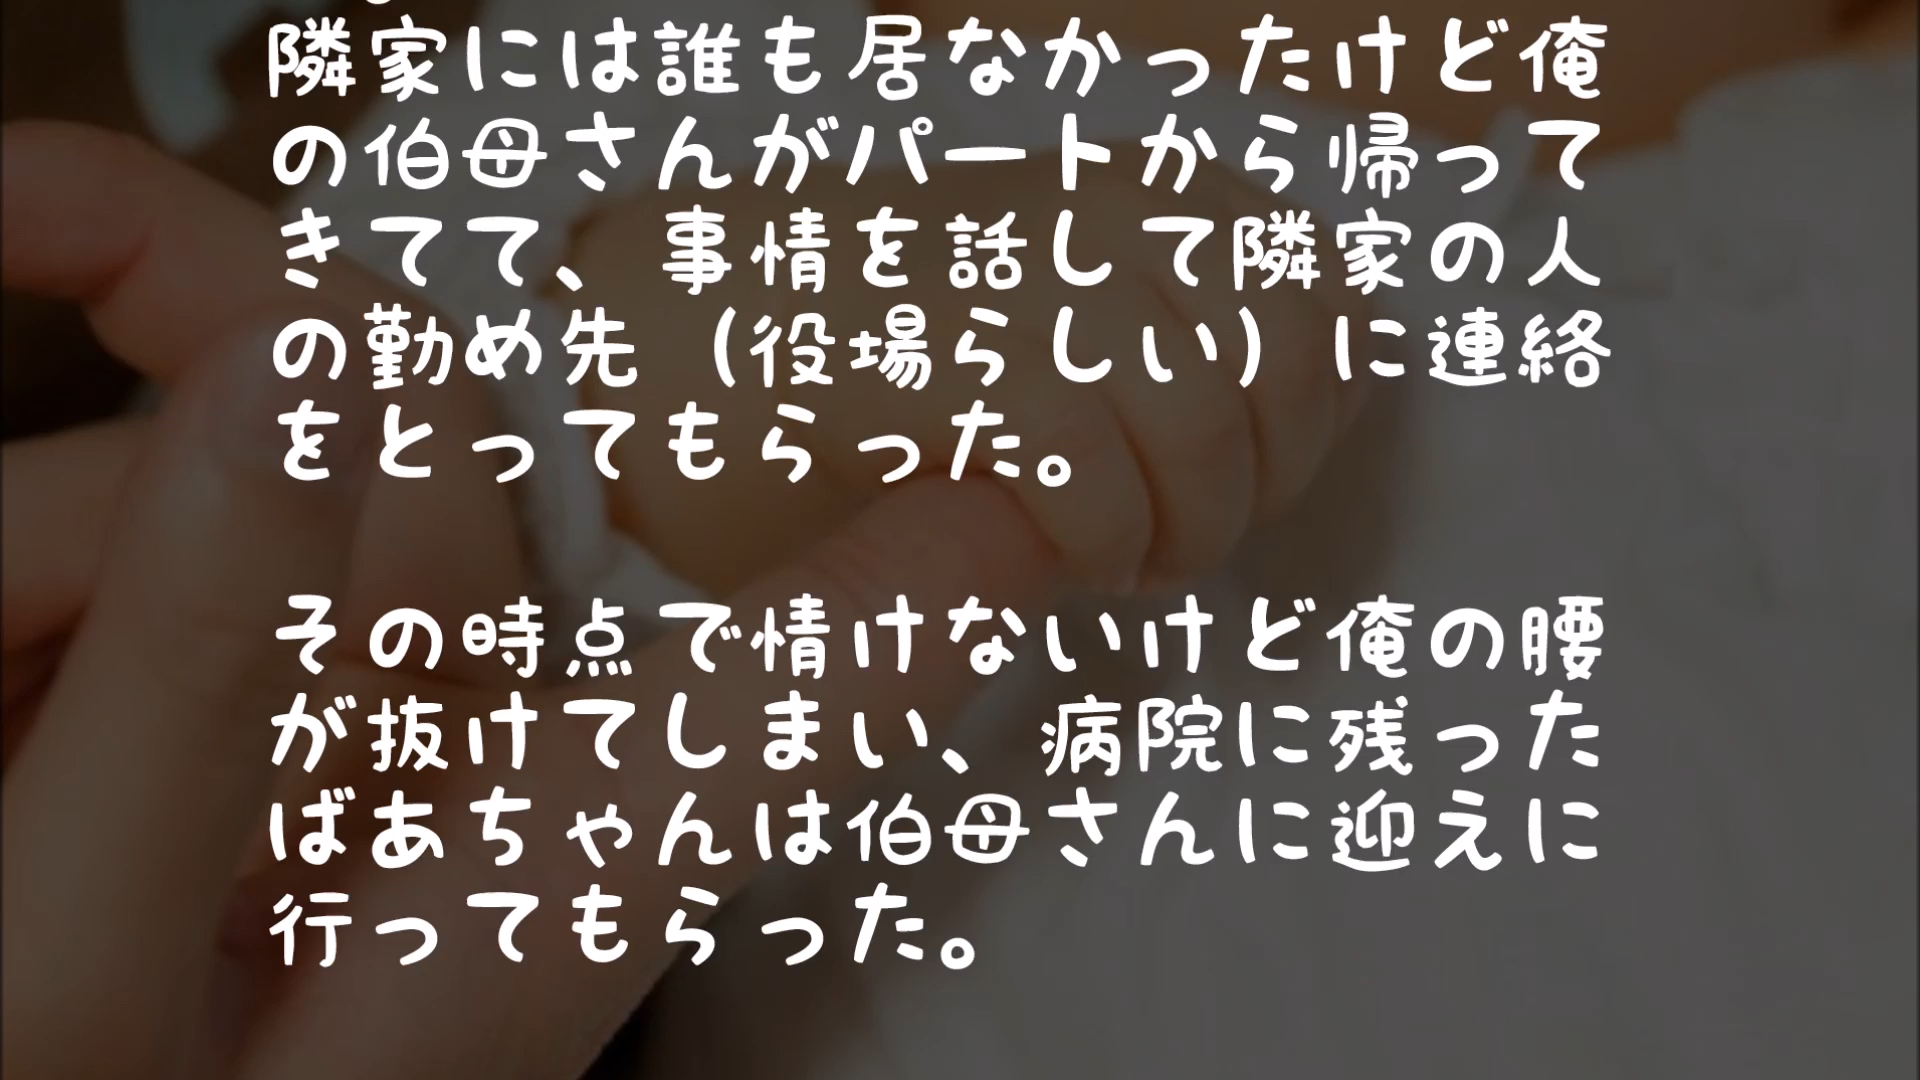 隣家には誰も居なかったけど俺
の伯母さんがパートから帰って
きてて、事情を話して隣家の人
の勤め先（役場らしい）に連絡
をとってもらった。
その時点で情けないけど俺の腰
が抜けてしまい、病院に残った
ばあちゃんは伯母さんに迎えに
行ってもらった。